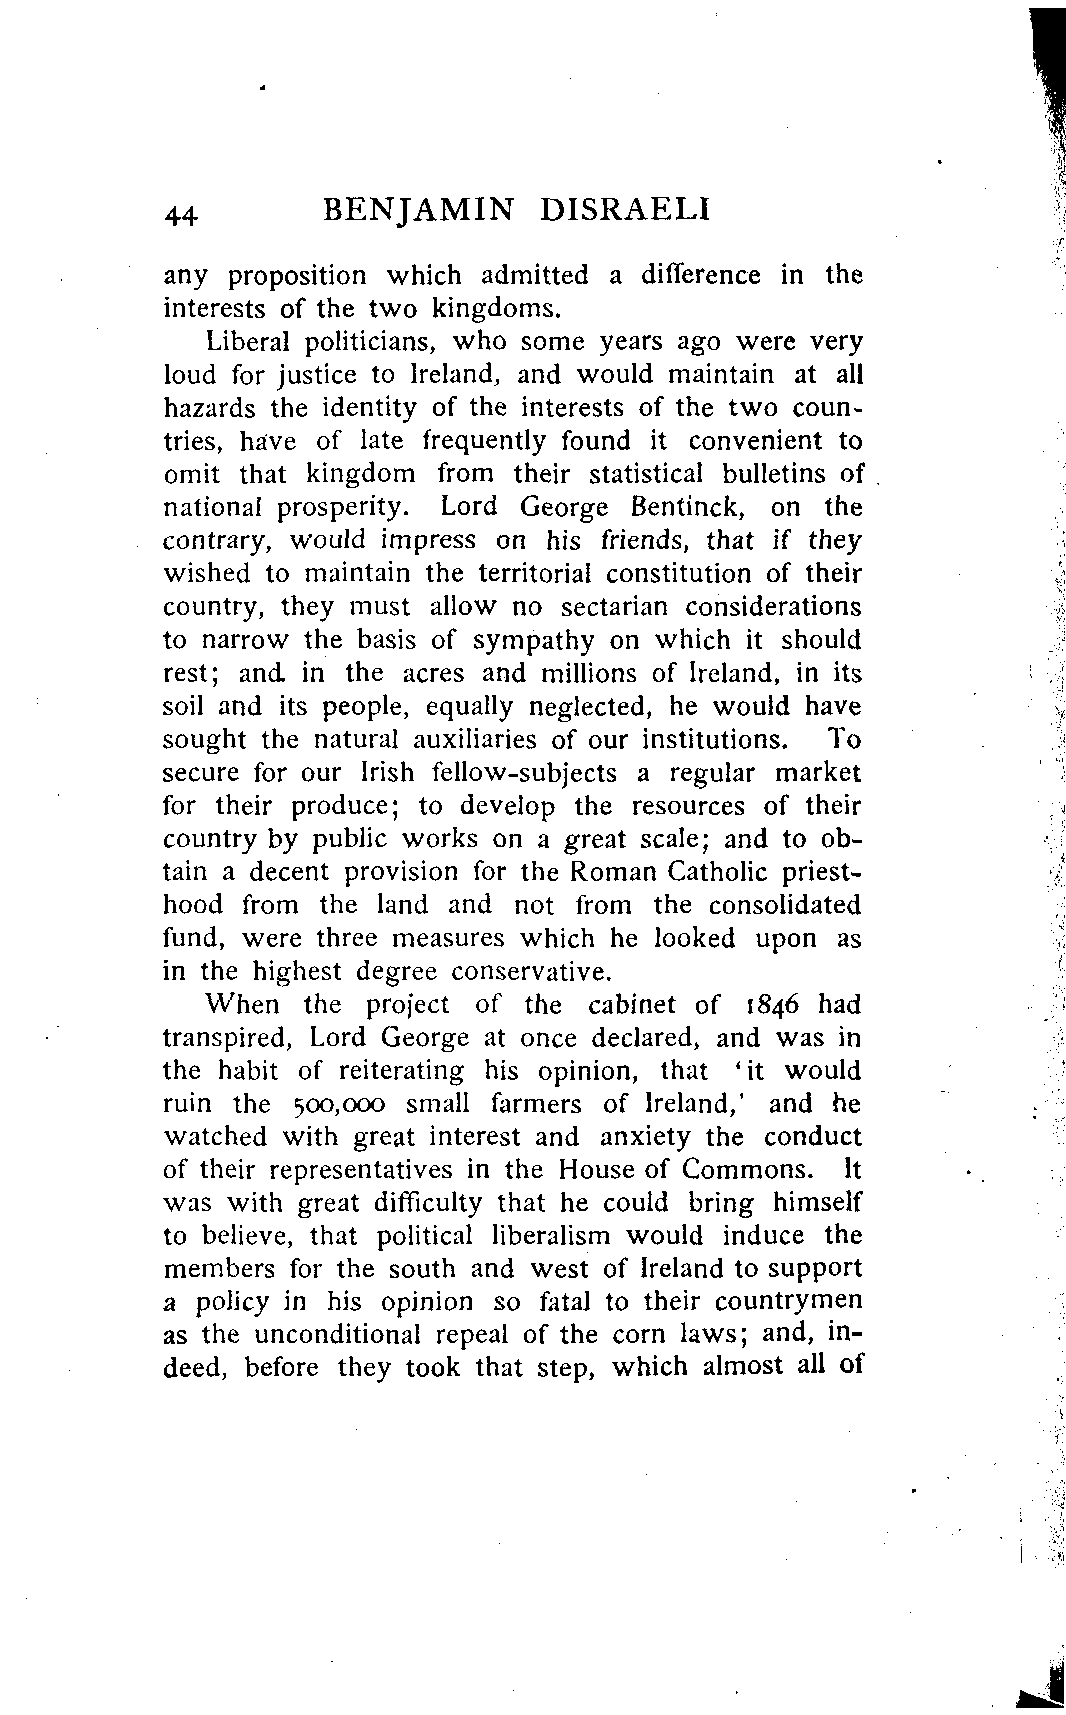 44 BENJAMIN DISRAELI
any proposition which admitted a difference in the
interests of the two kingdoms.
Liberal politicians, who some years ago were very
loud for justice to Ireland, and would maintain at all
hazards the identity of the interests of the two coun-
tries, have of late frequently found it convenient to
omit that kingdom from their statistical bulletins of
national prosperity. Lord George Bentinck, on the
contrary, would impress on his friends, that if they
wished to maintain the territorial constitution of their
country, they must allow no sectarian considerations
to narrow the basis of sympathy on which it should
rest; and in the acres and millions of Ireland, in its
soil and its people, equally neglected, he would have
sought the natural auxiliaries of our institutions. To
secure for our Irish fellow-subjects a regular market
for their produce; to develop the resources of their
country by public works on a great scale; and to ob-
tain a decent provision for the Roman Catholic priest-
hood from the land and not from the consolidated
fund, were three measures which he looked upon as
in the highest degree conservative.
When the project of the cabinet of 1846 had
transpired, Lord George at once declared, and was in
the habit of reiterating his opinion, that ‘it would
ruin the 500,000 small farmers of Ireland,’ and he
watched with great interest and anxiety the conduct
of their representatives in the House of Commons. It
was with great difficulty that he could bring himself
to believe, that political liberalism would induce the
members for the south and west of Ireland to support
a policy in his opinion so fatal to their countrymen
as the unconditional repeal of the corn laws; and, in-
deed, before they took that step, which almost all of